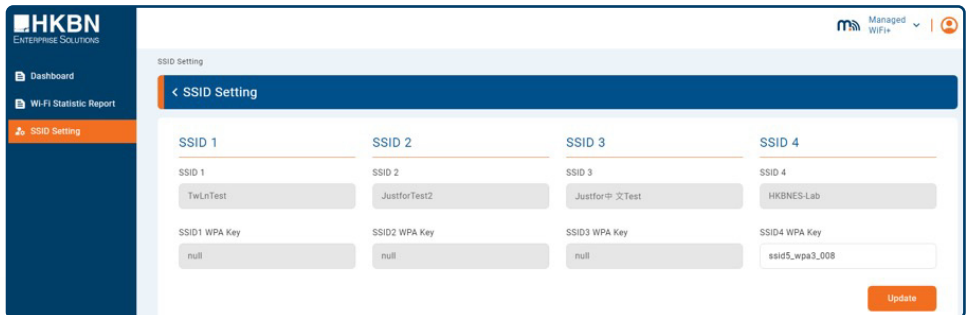 HKBN
ENTERPRISE SOLUTIONS
Managed
WiFi+
Dashboard
Wi-Fi Statistic Report
SSID Setting
SSID Setting
< SSID Setting
SSID 1
SSID 2
SSID 3
SSID 4
SSID 1
SSID 2
SSID 3
SSID 4
TwLnTest
JustforTest2
Justfor中 文Test
HKBNES-Lab
SSID1 WPA Key
SSID2 WPA Key
SSID3 WPA Key
SSID4 WPA Key
null
null
null
ssid5_wpa3_008
Update